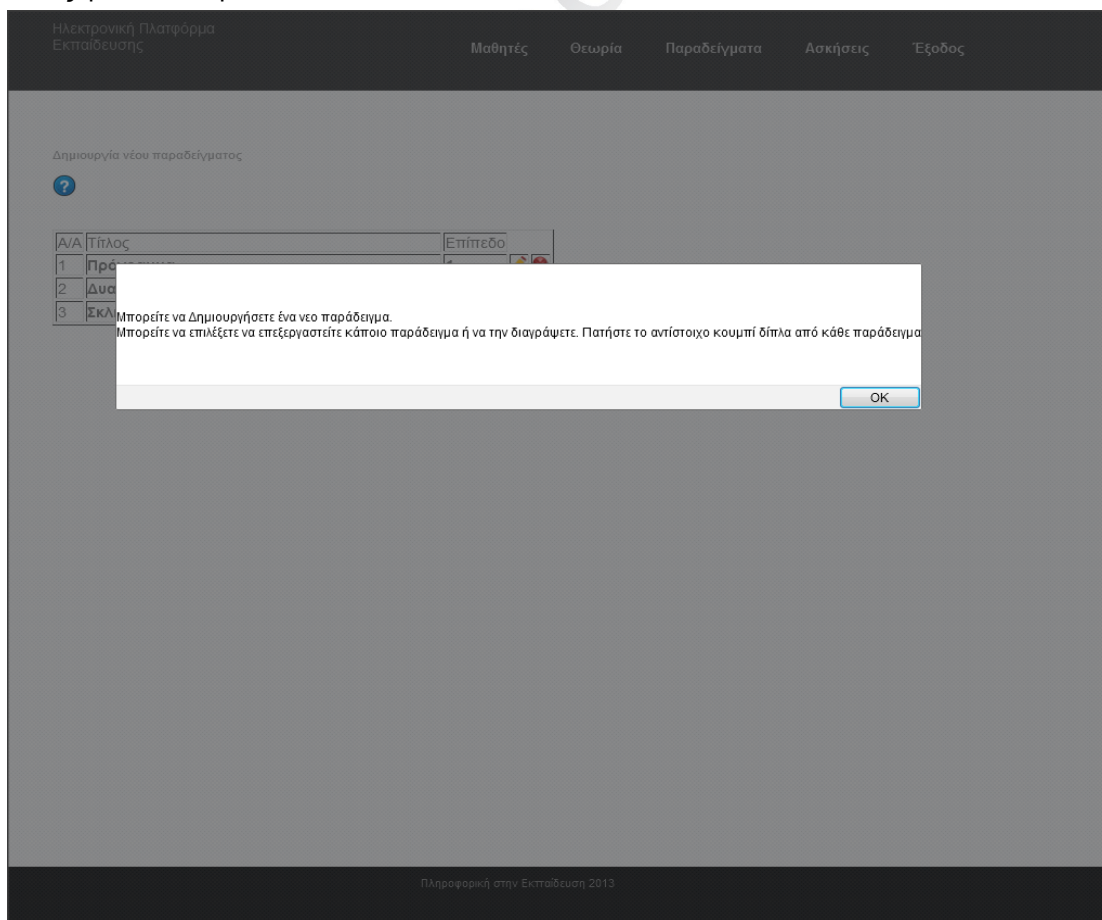 Ηλεκτρονική Πλατφόρμα
Εκπαίδευσης
Μαθητές Θεωρία Παραδείγματα Ασκήσεις Έξοδος
Δημιουργία νέου παραδείγματος
?
Α/Α Τίτλος Επίπεδο
1
2
3
Μπορείτε να Δημιουργήσετε ένα νεο παράδειγμα.
Μπορείτε να επιλέξετε να επεξεργαστείτε κάποιο παράδειγμα ή να την διαγράψετε. Πατήστε το αντίστοιχο κουμπί δίπλα από κάθε παράδειγμα
OK
Πληροφορική στην Εκπαίδευση 2013